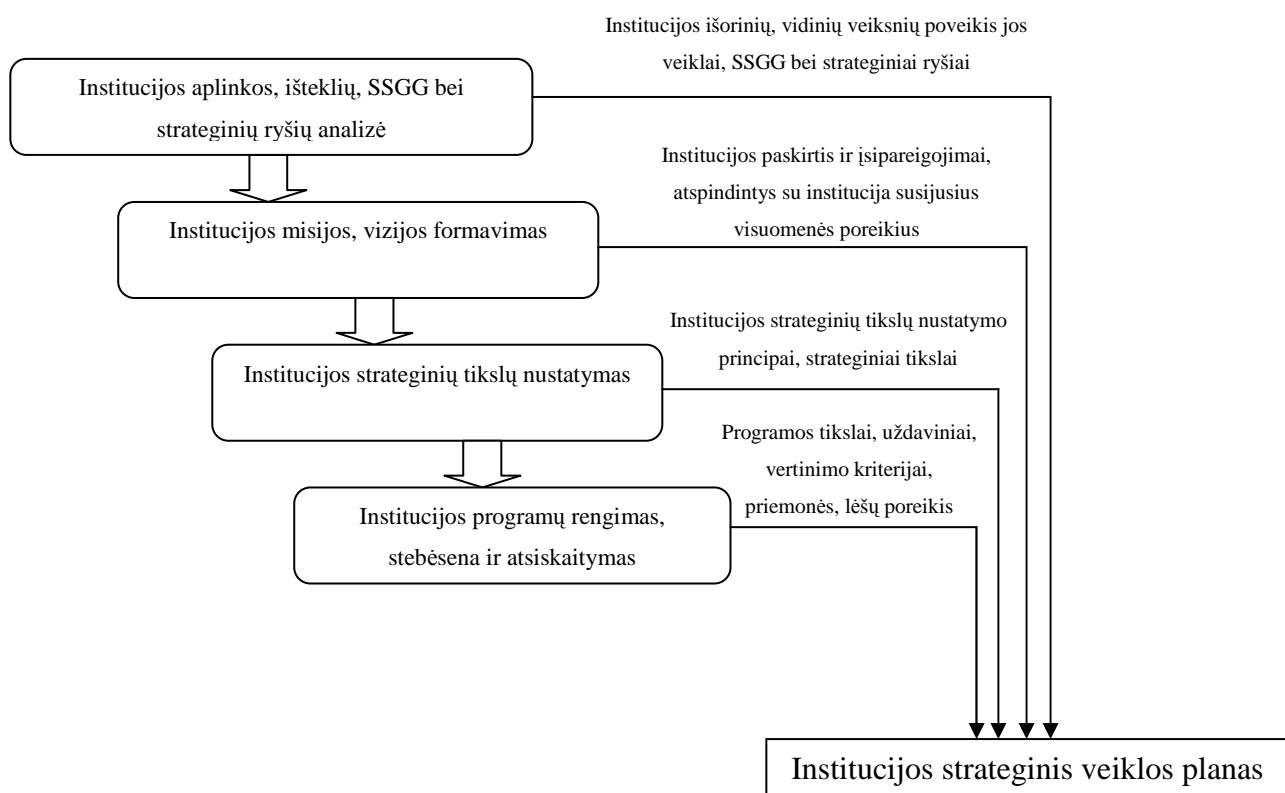 Institucijos išorinių, vidinių veiksnių poveikis jos
veiklai, SSGG bei strateginiai ryšiai
Institucijos aplinkos, išteklių, SSGG bei
strateginių ryšių analizė
Institucijos paskirtis ir įsipareigojimai,
atspindintys su institucija susijusius
visuomenės poreikius
Institucijos misijos, vizijos formavimas
Institucijos strateginių tikslų nustatymo
principai, strateginiai tikslai
Institucijos strateginių tikslų nustatymas
Programos tikslai, uždaviniai,
vertinimo kriterijai,
priemonės, lėšų poreikis
Institucijos programų rengimas,
stebėsena ir atsiskaitymas
Institucijos strateginis veiklos planas